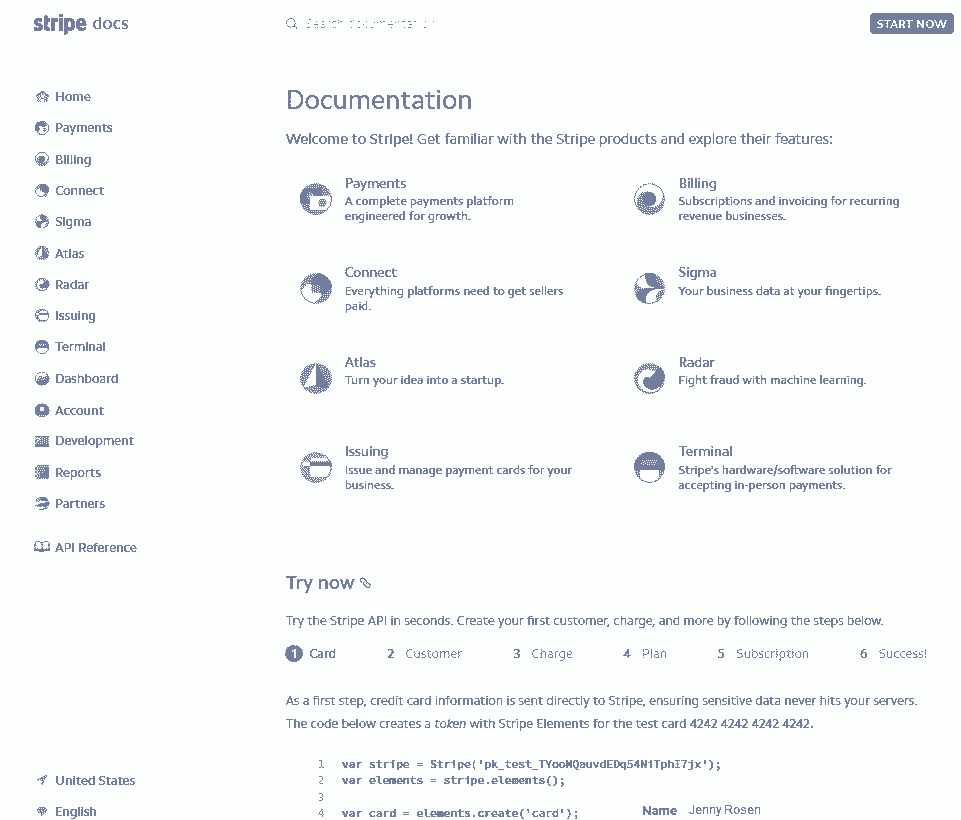 stripe docs
Search documentation
START NOW
Home
Payments
Billing
Connect
Sigma
Atlas
Radar
Issuing
Terminal
Dashboard
Account
Development
Reports
Partners
API Reference
United States
English
Documentation
Welcome to Stripe! Get familiar with the Stripe products and explore their features:
Payments
A complete payments platform
engineered for growth.
Billing
Subscriptions and invoicing for recurring
revenue businesses.
Connect
Everything platforms need to get sellers
paid.
Sigma
Your business data at your fingertips.
Atlas
Turn your idea into a startup.
Radar
Fight fraud with machine learning.
Issuing
Issue and manage payment cards for your
business.
Terminal
Stripe's hardware/software solution for
accepting in-person payments.
Try now
Try the Stripe API in seconds. Create your first customer, charge, and more by following the steps below.
1 Card 2 Customer 3 Charge 4 Plan 5 Subscription 6 Success!
As a first step, credit card information is sent directly to Stripe, ensuring sensitive data never hits your servers.
The code below creates a token with Stripe Elements for the test card 4242 4242 4242 4242.
1 var stripe = Stripe('pk_test_TYooMQauvdEDq54NiTphI7jx');
2 var elements = stripe.elements();
3
4 var card = elements.create('card');
Name Jenny Rosen